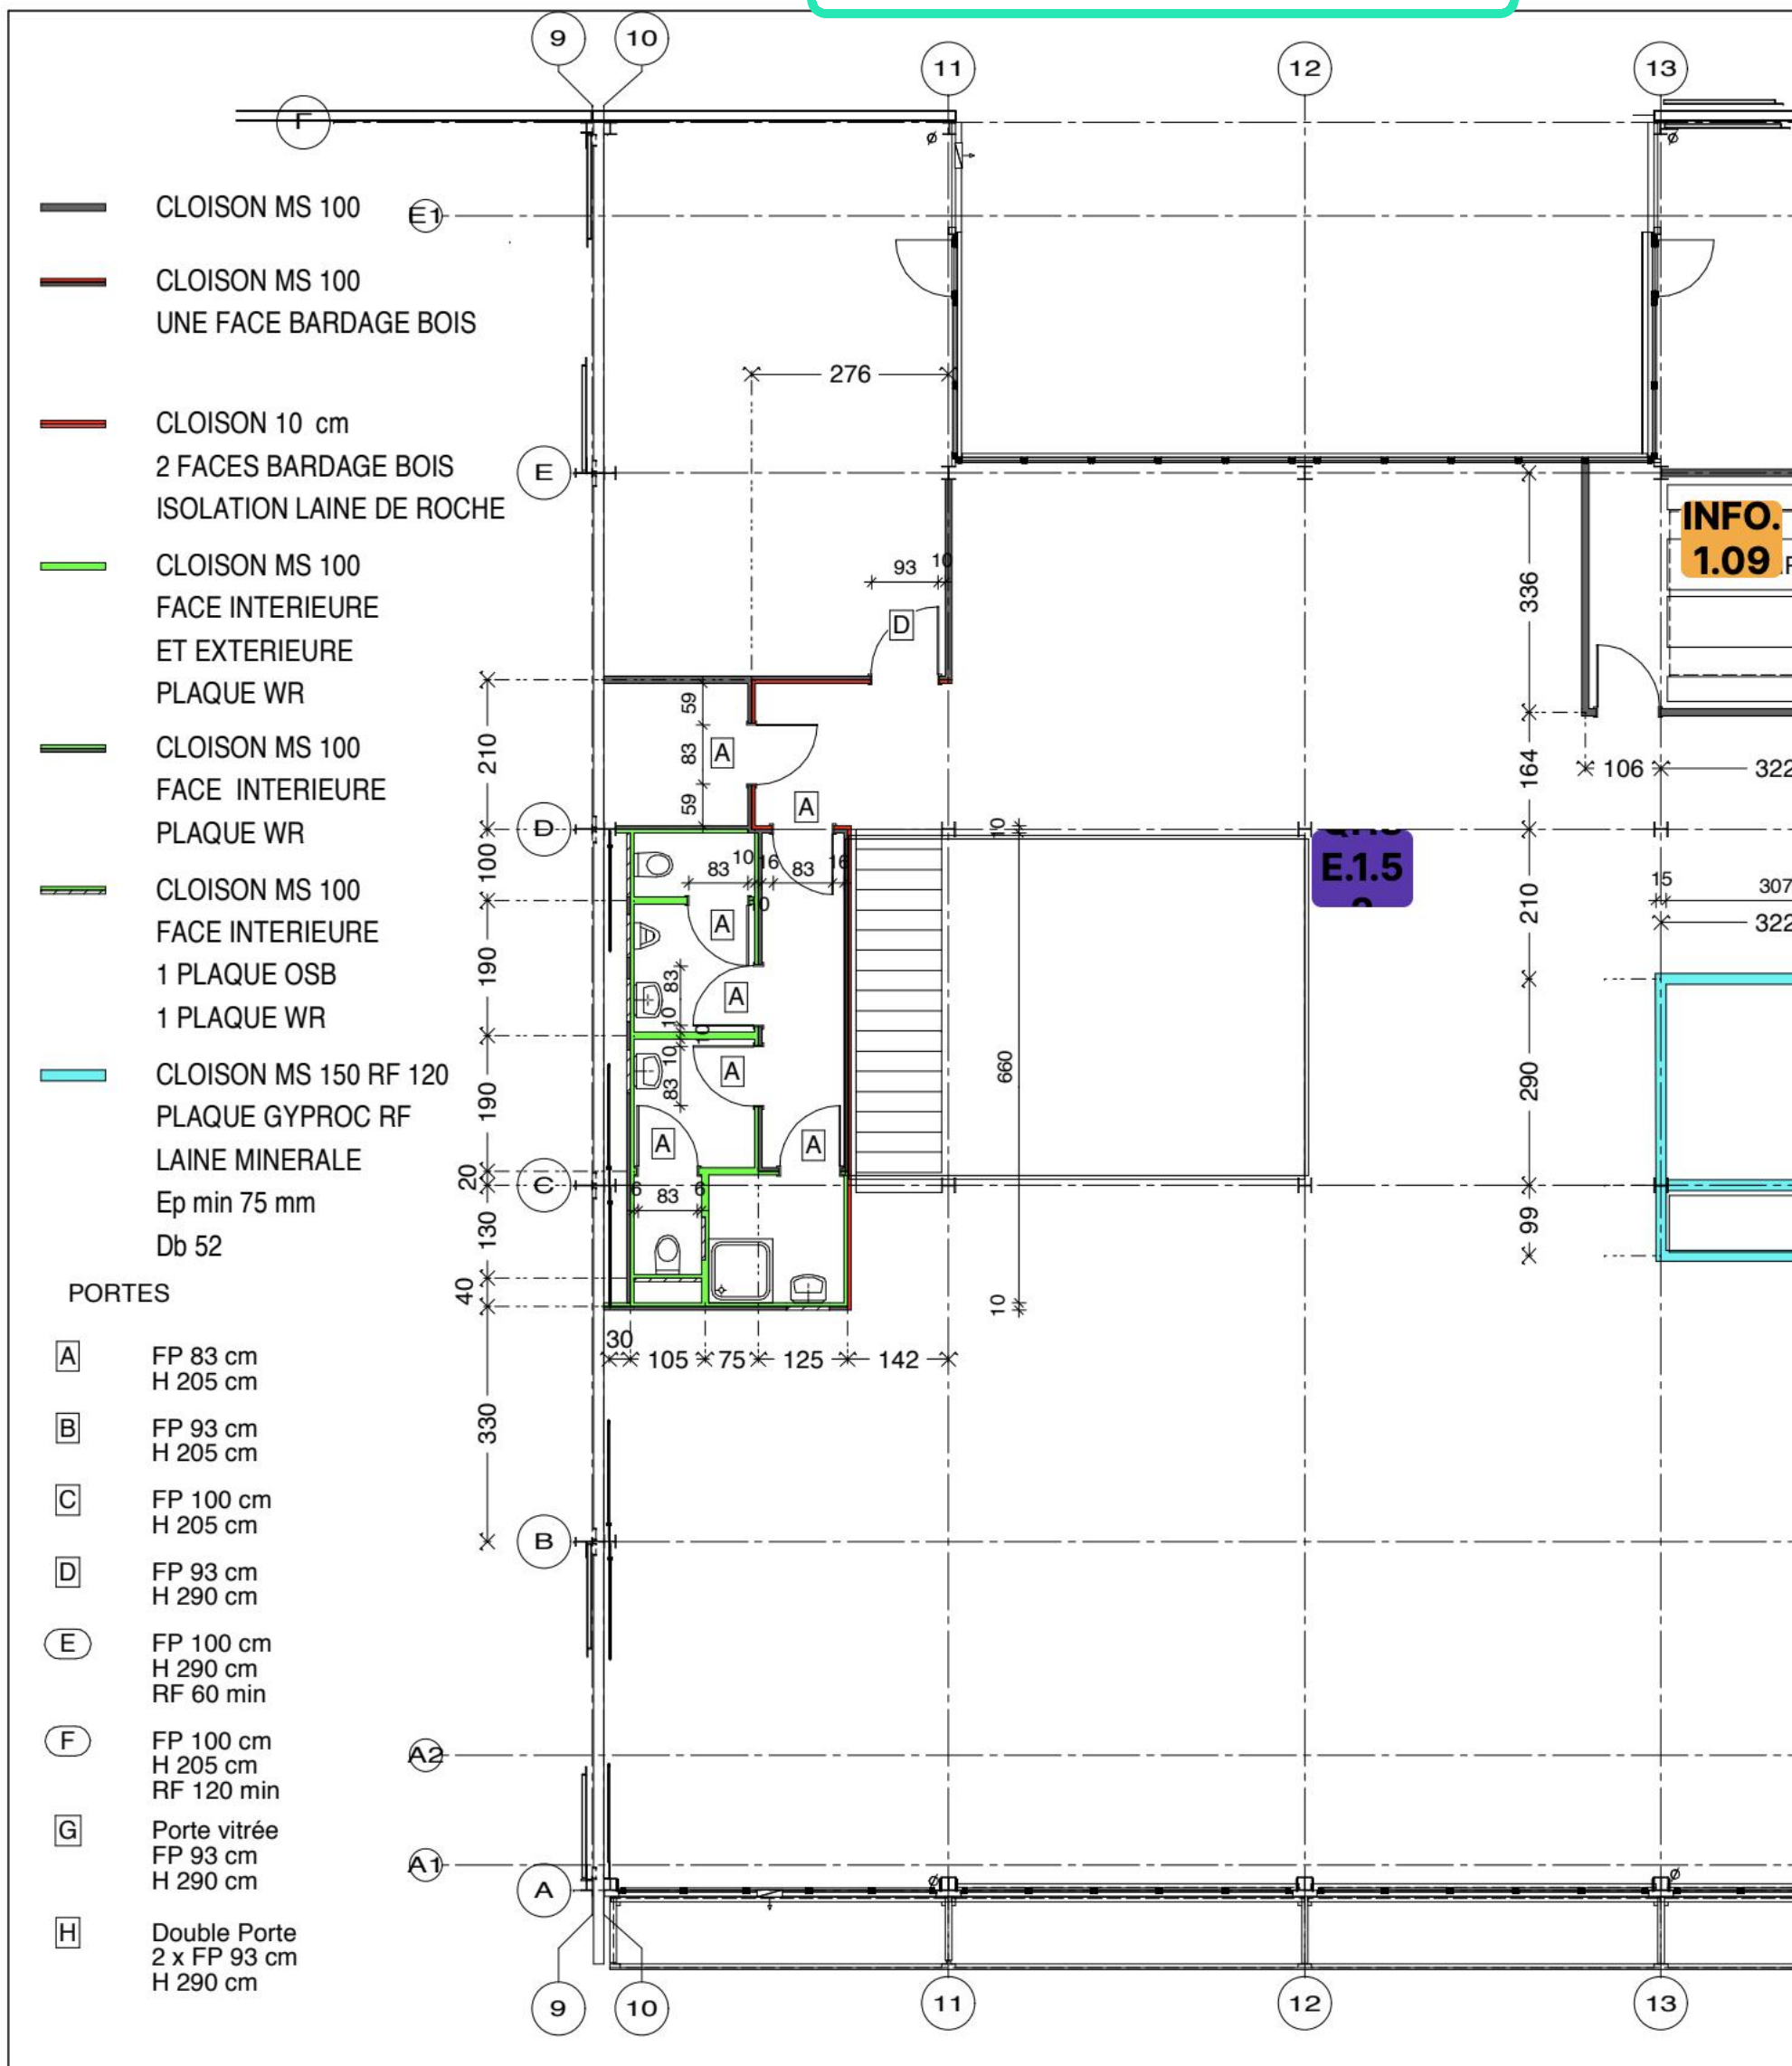 9
10
11
12
13
F
E1
CLOISON MS 100
CLOISON MS 100
UNE FACE BARDAGE BOIS
CLOISON 10 cm
2 FACES BARDAGE BOIS
ISOLATION LAINE DE ROCHE
CLOISON MS 100
FACE INTERIEURE
ET EXTERIEURE
PLAQUE WR
CLOISON MS 100
FACE INTERIEURE
PLAQUE WR
CLOISON MS 100
FACE INTERIEURE
1 PLAQUE OSB
1 PLAQUE WR
CLOISON MS 150 RF 120
PLAQUE GYPROC RF
LAINE MINERALE
Ep min 75 mm
Db 52
PORTES
A
FP 83 cm
H 205 cm
B
FP 93 cm
H 205 cm
C
FP 100 cm
H 205 cm
D
FP 93 cm
H 290 cm
E
FP 100 cm
H 290 cm
RF 60 min
F
FP 100 cm
H 205 cm
RF 120 min
G
Porte vitrée
FP 93 cm
H 290 cm
H
Double Porte
2 x FP 93 cm
H 290 cm
276
E
93
10
D
336
INFO.
1.09
59
83
59
A
A
210
164
106
322
D
10
100
83
10
16
83
16
10
E.1.5
A
210
15
307
322
190
83
A
10
10
10
A
83
190
660
290
A
A
20
C
6
83
6
130
99
40
10
30
105
75
125
142
330
B
A2
A1
A
9
10
11
12
13